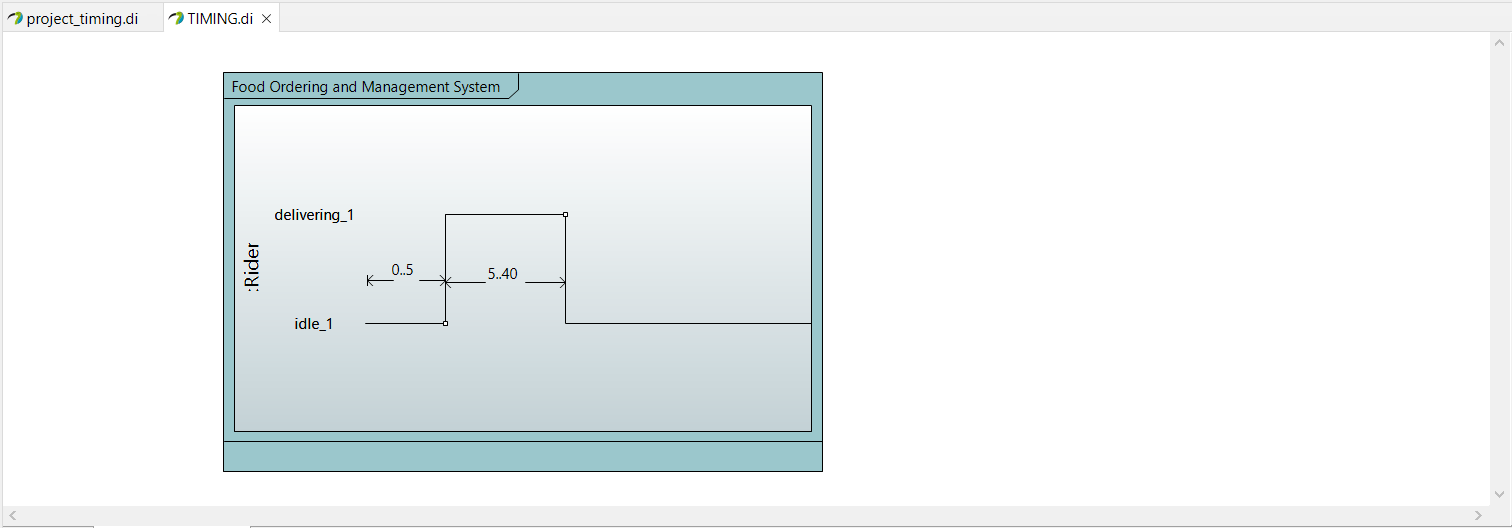 project_timing.di
TIMING.di
Food Ordering and Management System
delivering_1
:Rider
0..5
5..40
idle_1